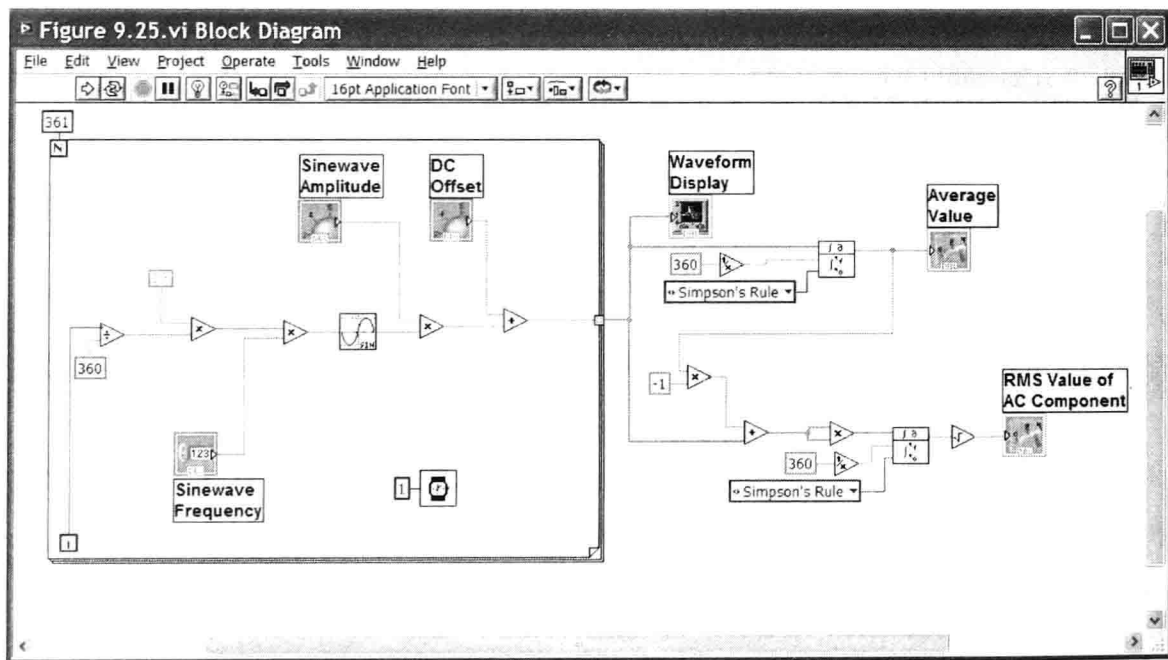 Figure 9.25.vi Block Diagram
File Edit View Project Operate Tools Window Help
16pt Application Font
?
1
361
N
Sinewave
Amplitude
DC
Offset
Waveform
Display
Average
Value
360
Simpson's Rule
360
SIN
-1
RMS Value of
AC Component
123
Sinewave
Frequency
1
360
Simpson's Rule
i